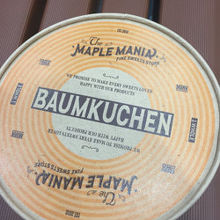 The
MAPLE MANIA
FINE SWEETS STORE
WE PROMISE TO MAKE EVERY SWEETS LOVER
HAPPY WITH OUR PRODUCTS
BAUMKUCHEN
HAPPY WITH OUR PRODUCTS
WE PROMISE TO MAKE EVERY SWEETS LOVER
The
MAPLE MANIA
FINE SWEETS STORE